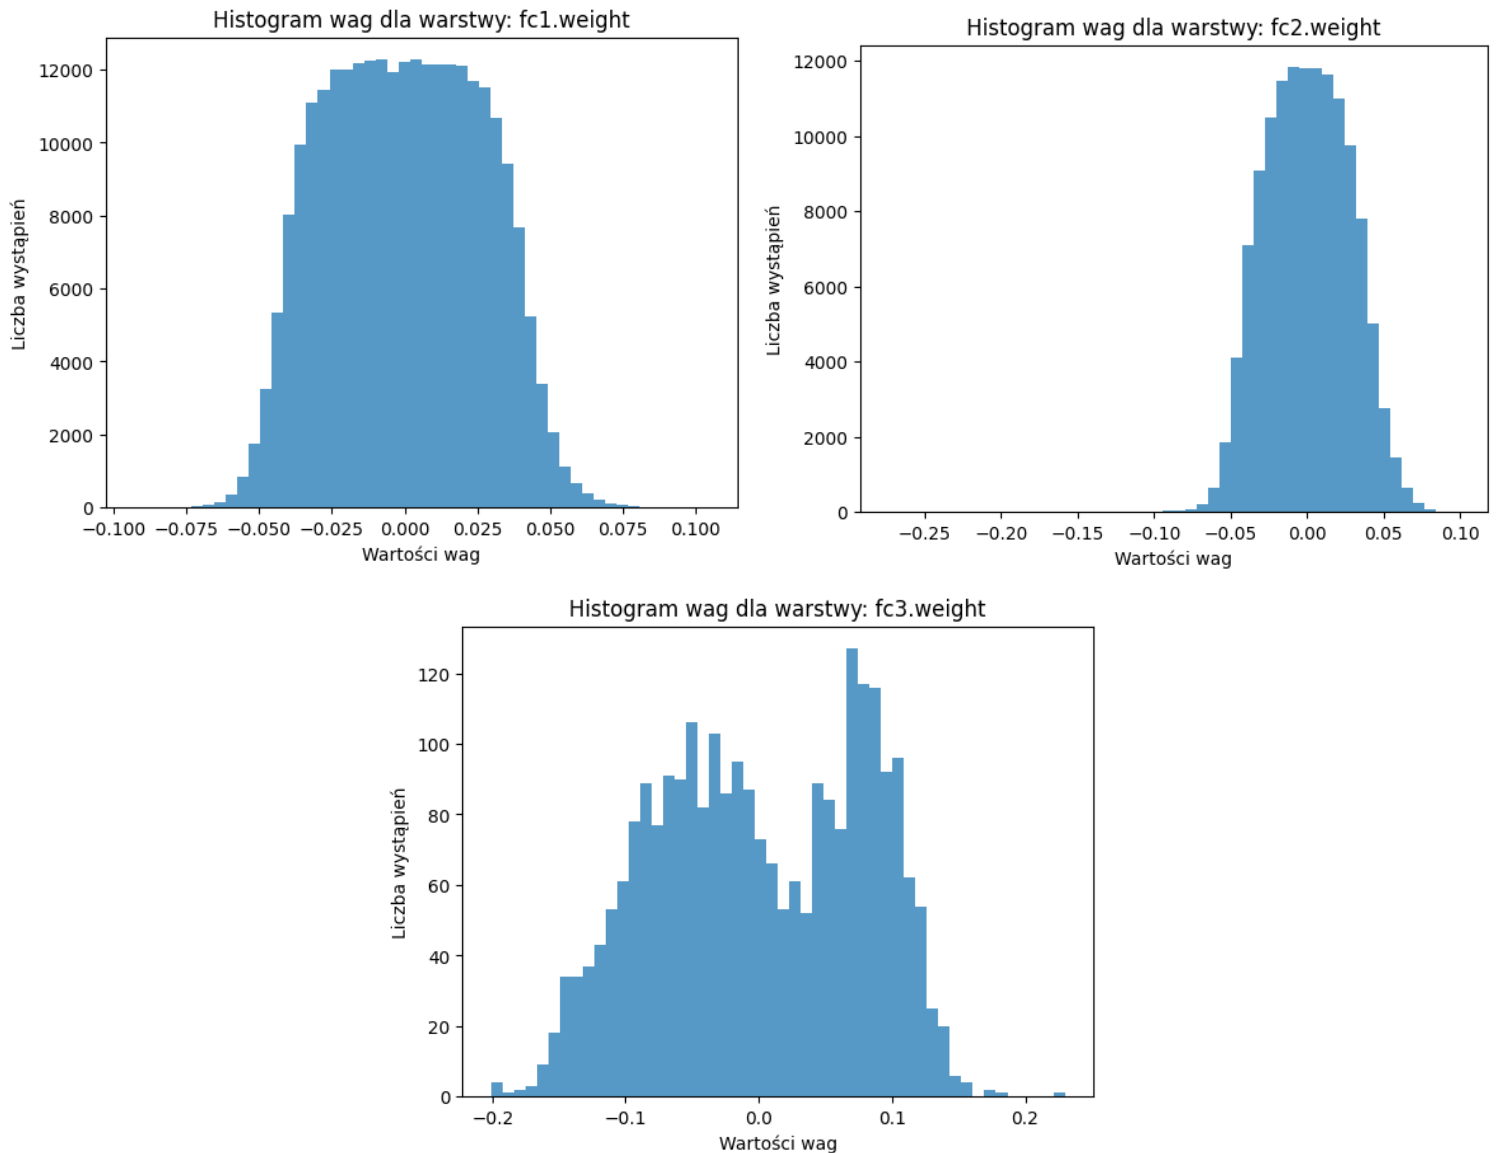 Histogram wag dla warstwy: fc1.weight
12000
10000
8000
6000
4000
2000
0
Liczba wystąpień
−0.100 −0.075 −0.050 −0.025 0.000 0.025 0.050 0.075 0.100
Wartości wag
Histogram wag dla warstwy: fc2.weight
12000
10000
8000
6000
4000
2000
0
Liczba wystąpień
−0.25 −0.20 −0.15 −0.10 −0.05 0.00 0.05 0.10
Wartości wag
Histogram wag dla warstwy: fc3.weight
120
100
80
60
40
20
0
Liczba wystąpień
−0.2 −0.1 0.0 0.1 0.2
Wartości wag